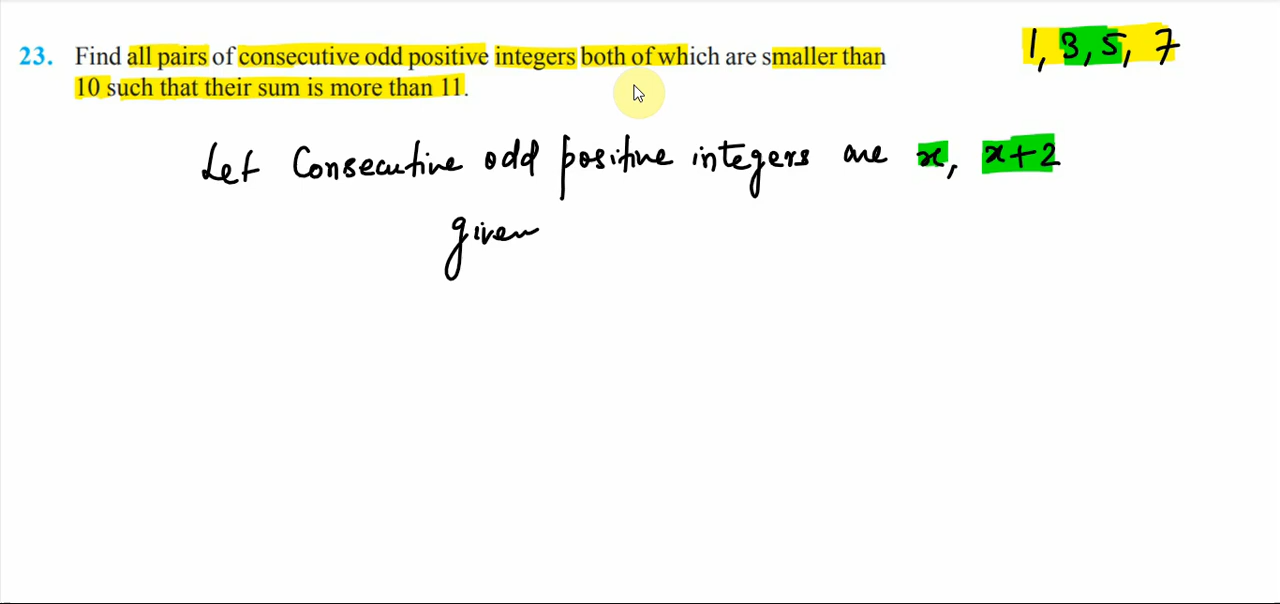 23. Find all pairs of consecutive odd positive integers both of which are smaller than
10 such that their sum is more than 11.
1, 3, 5, 7
Let Consecutive odd positive integers are x, x+2
given